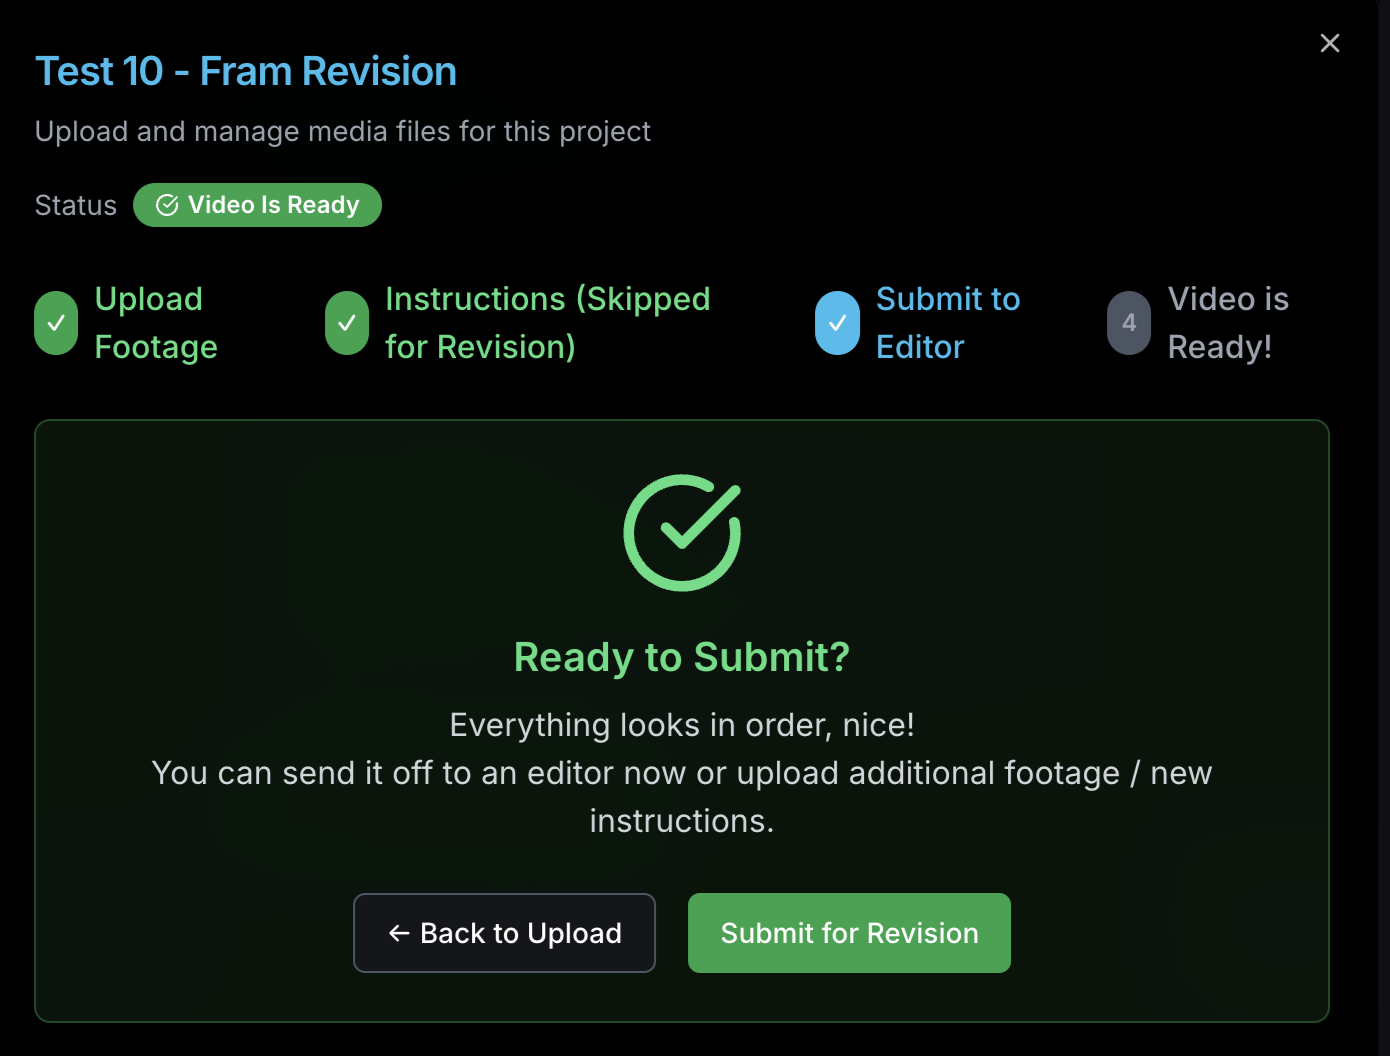 Test 10 - Fram Revision
Upload and manage media files for this project
Status
Video Is Ready
Upload
Footage
Instructions (Skipped
for Revision)
Submit to
Editor
4
Video is
Ready!
Ready to Submit?
Everything looks in order, nice!
You can send it off to an editor now or upload additional footage / new
instructions.
← Back to Upload
Submit for Revision